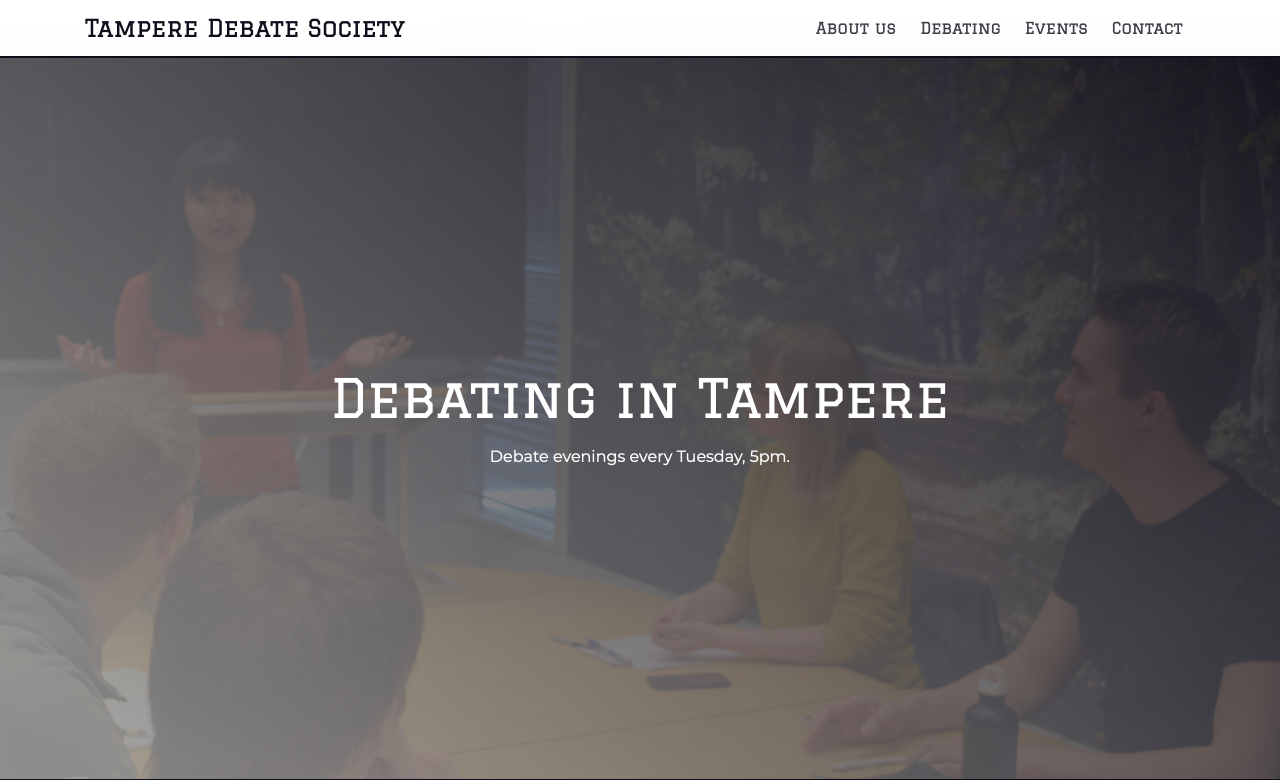 Tampere Debate Society
About us
Debating
Events
Contact
Debating in Tampere
Debate evenings every Tuesday, 5pm.